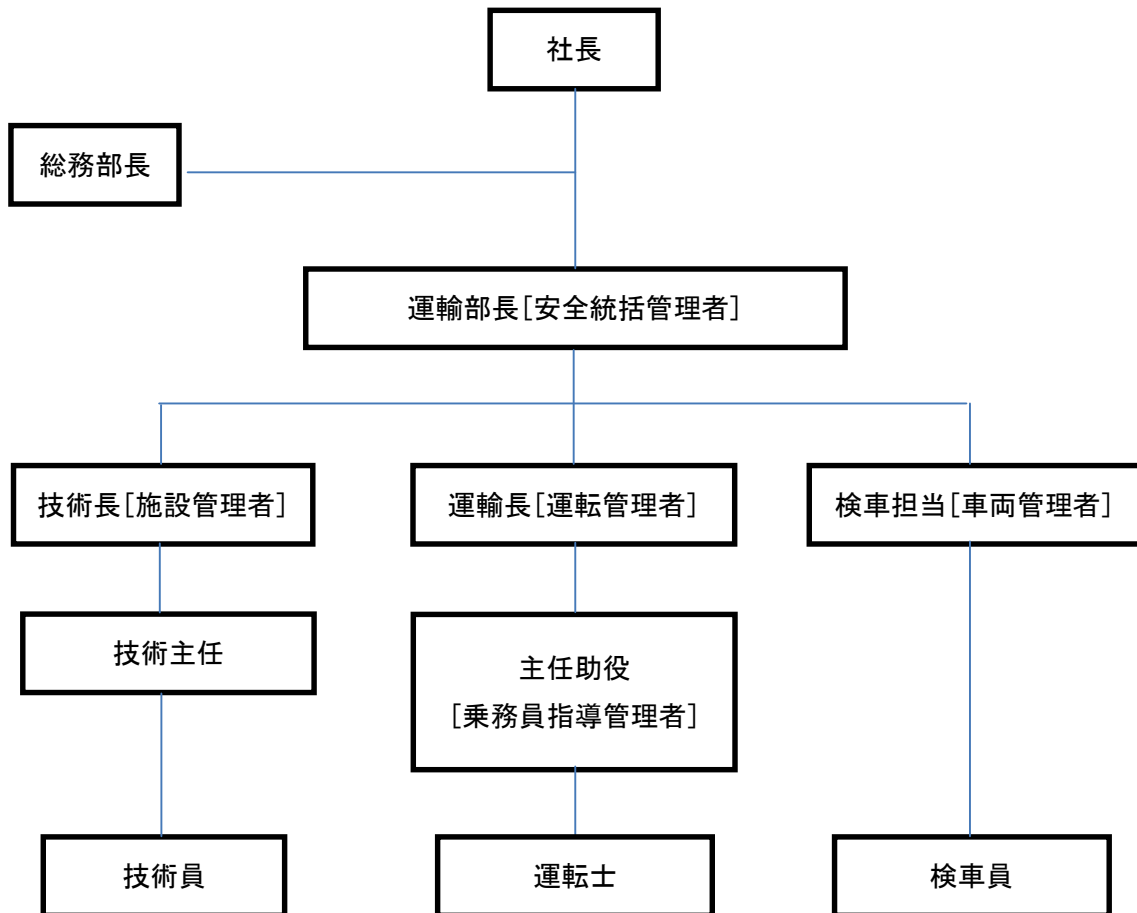 社長
総務部長
運輸部長[安全統括管理者]
技術長[施設管理者]
運輸長[運転管理者]
検車担当[車両管理者]
技術主任
主任助役
[乗務員指導管理者]
技術員
運転士
検車員